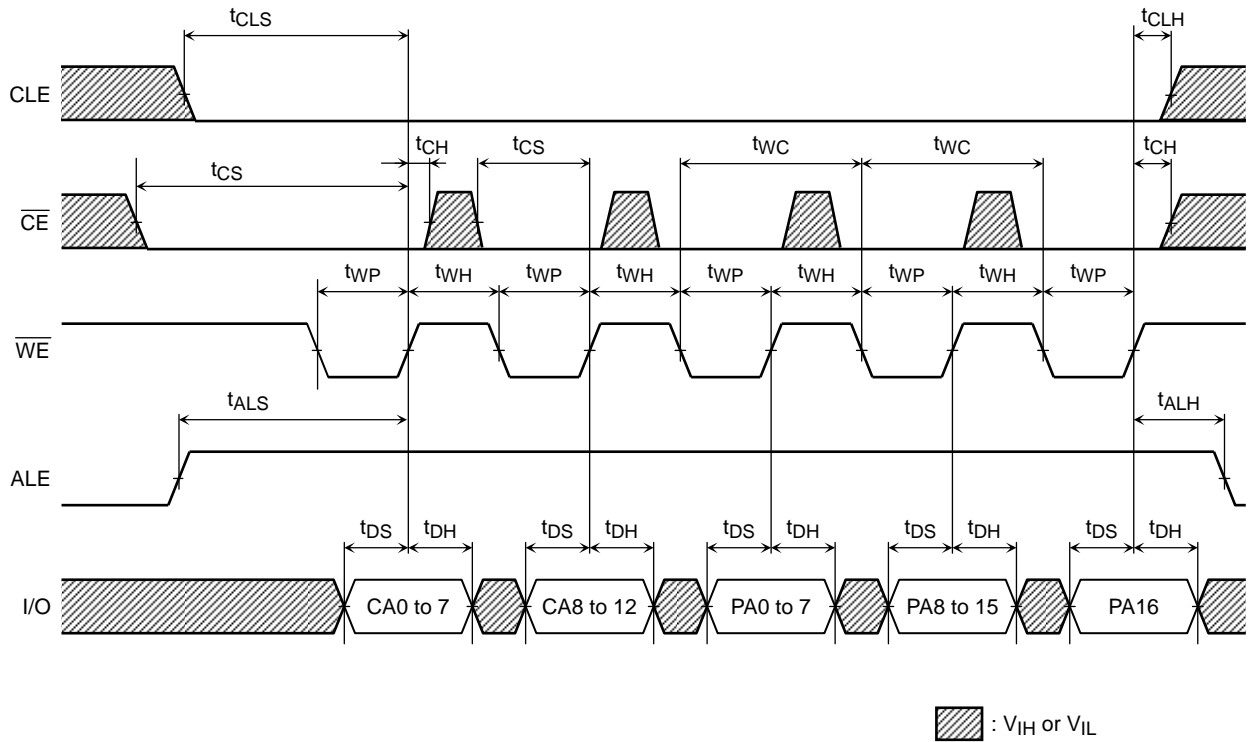 tCLS tCLH
CLE
tCH tCS tWC tWC tCH
tCS
CE
tWP tWH tWP tWH tWP tWH tWP tWH tWP
WE
tALS tALH
ALE
tDS tDH tDS tDH tDS tDH tDS tDH tDS tDH
I/O CA0 to 7 CA8 to 12 PA0 to 7 PA8 to 15 PA16
: VIH or VIL